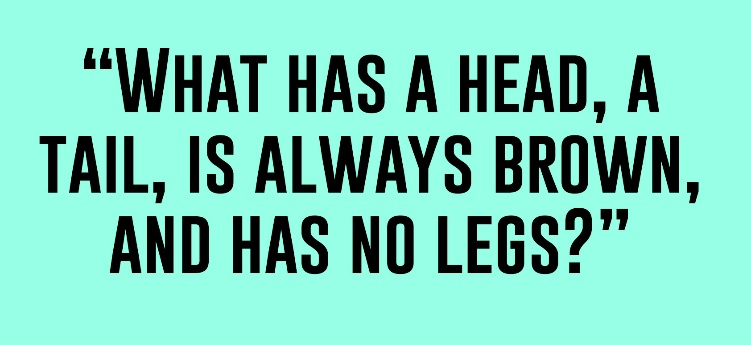 “What has a head, a
tail, is always brown,
and has no legs?”